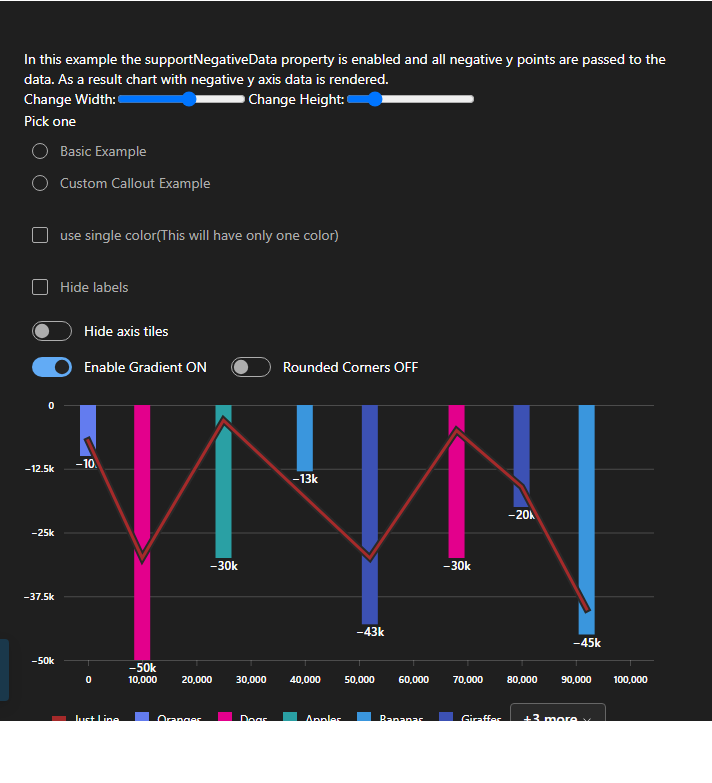 In this example the supportNegativeData property is enabled and all negative y points are passed to the
data. As a result chart with negative y axis data is rendered.
Change Width: Change Height:
Pick one
Basic Example
Custom Callout Example
use single color(This will have only one color)
Hide labels
Hide axis tiles
Enable Gradient ON Rounded Corners OFF
0
−10
−12.5k
−13k
−20k
−25k
−30k −30k
−37.5k
−43k
−45k
−50k
−50k
0 10,000 20,000 30,000 40,000 50,000 60,000 70,000 80,000 90,000 100,000
Just Line Oranges Dogs Apples Bananas Giraffes +3 more